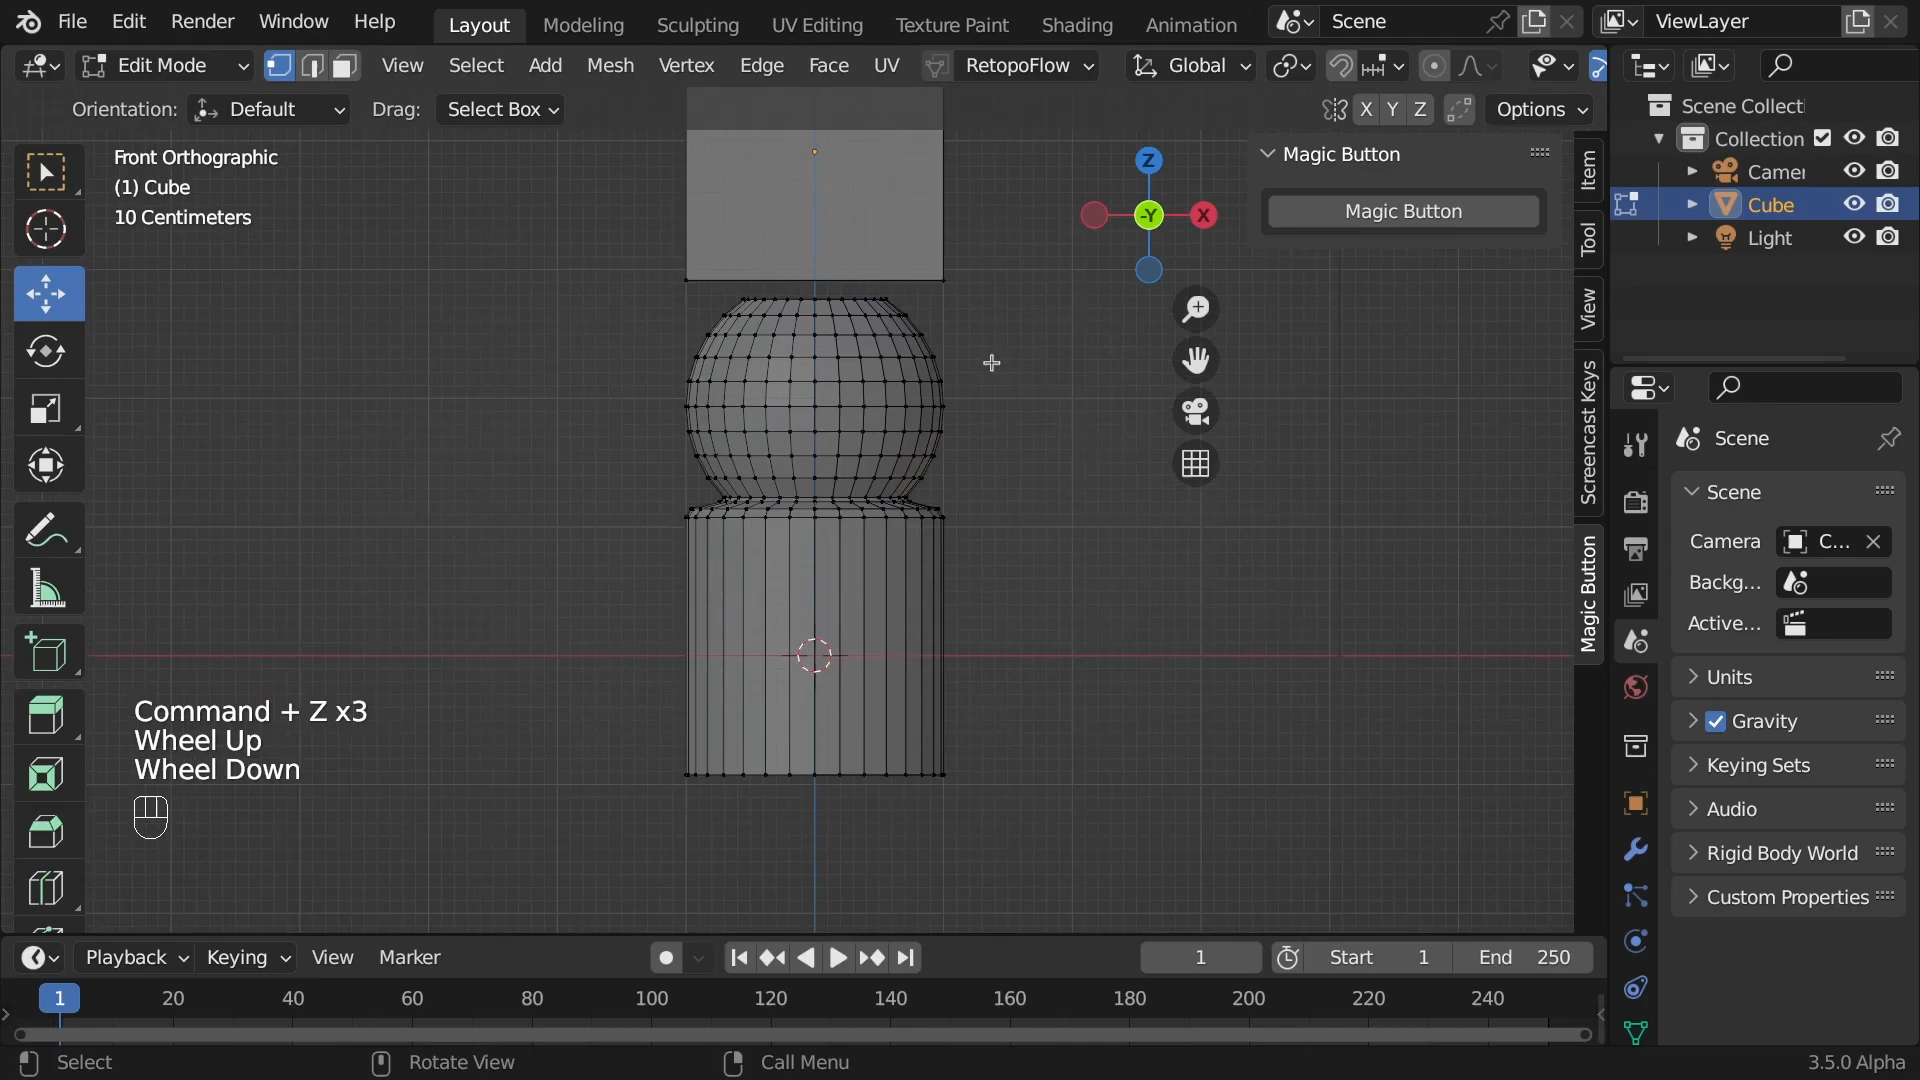 File Edit Render Window Help Layout Modeling Sculpting UV Editing Texture Paint Shading Animation Scene ViewLayer
Edit Mode View Select Add Mesh Vertex Edge Face UV RetopoFlow Global
Orientation: Default Drag: Select Box X Y Z Options
Front Orthographic
(1) Cube
10 Centimeters
Z
-Y
X
Magic Button
Magic Button
Item
Tool
View
Screencast Keys
Magic Button
Scene Collecti
Collection
Camer
Cube
Light
Scene
Scene
Camera C...
Backg...
Active...
Units
Gravity
Keying Sets
Audio
Rigid Body World
Custom Properties
Command + Z x3
Wheel Up
Wheel Down
Playback Keying View Marker 1 Start 1 End 250
1 20 40 60 80 100 120 140 160 180 200 220 240
Select Rotate View Call Menu 3.5.0 Alpha